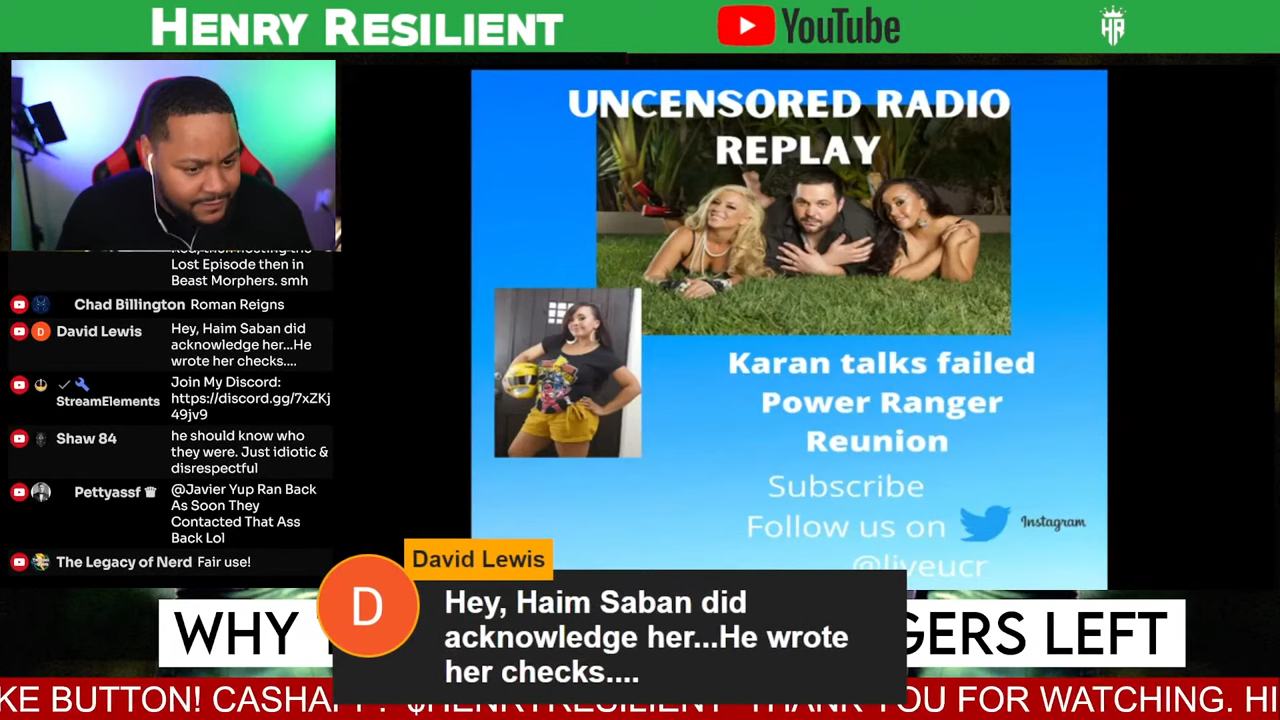 HENRY RESILIENT
YouTube
HR
UNCENSORED RADIO
REPLAY
Karan talks failed
Power Ranger
Reunion
Subscribe
Follow us on
Instagram
@liveucr
Lost Episode then in
Beast Morphers. smh
Chad Billington Roman Reigns
David Lewis Hey, Haim Saban did
acknowledge her...He
wrote her checks....
StreamElements Join My Discord:
https://discord.gg/7xZKj
49jv9
Shaw 84 he should know who
they were. Just idiotic &
disrespectful
Pettyassf @Javier Yup Ran Back
As Soon They
Contacted That Ass
Back Lol
The Legacy of Nerd Fair use!
David Lewis
D
Hey, Haim Saban did
acknowledge her...He wrote
her checks....
WHY GERS LEFT
KE BUTTON! CASHAPP: $HENRYRESILIENT THANK YOU FOR WATCHING. HI